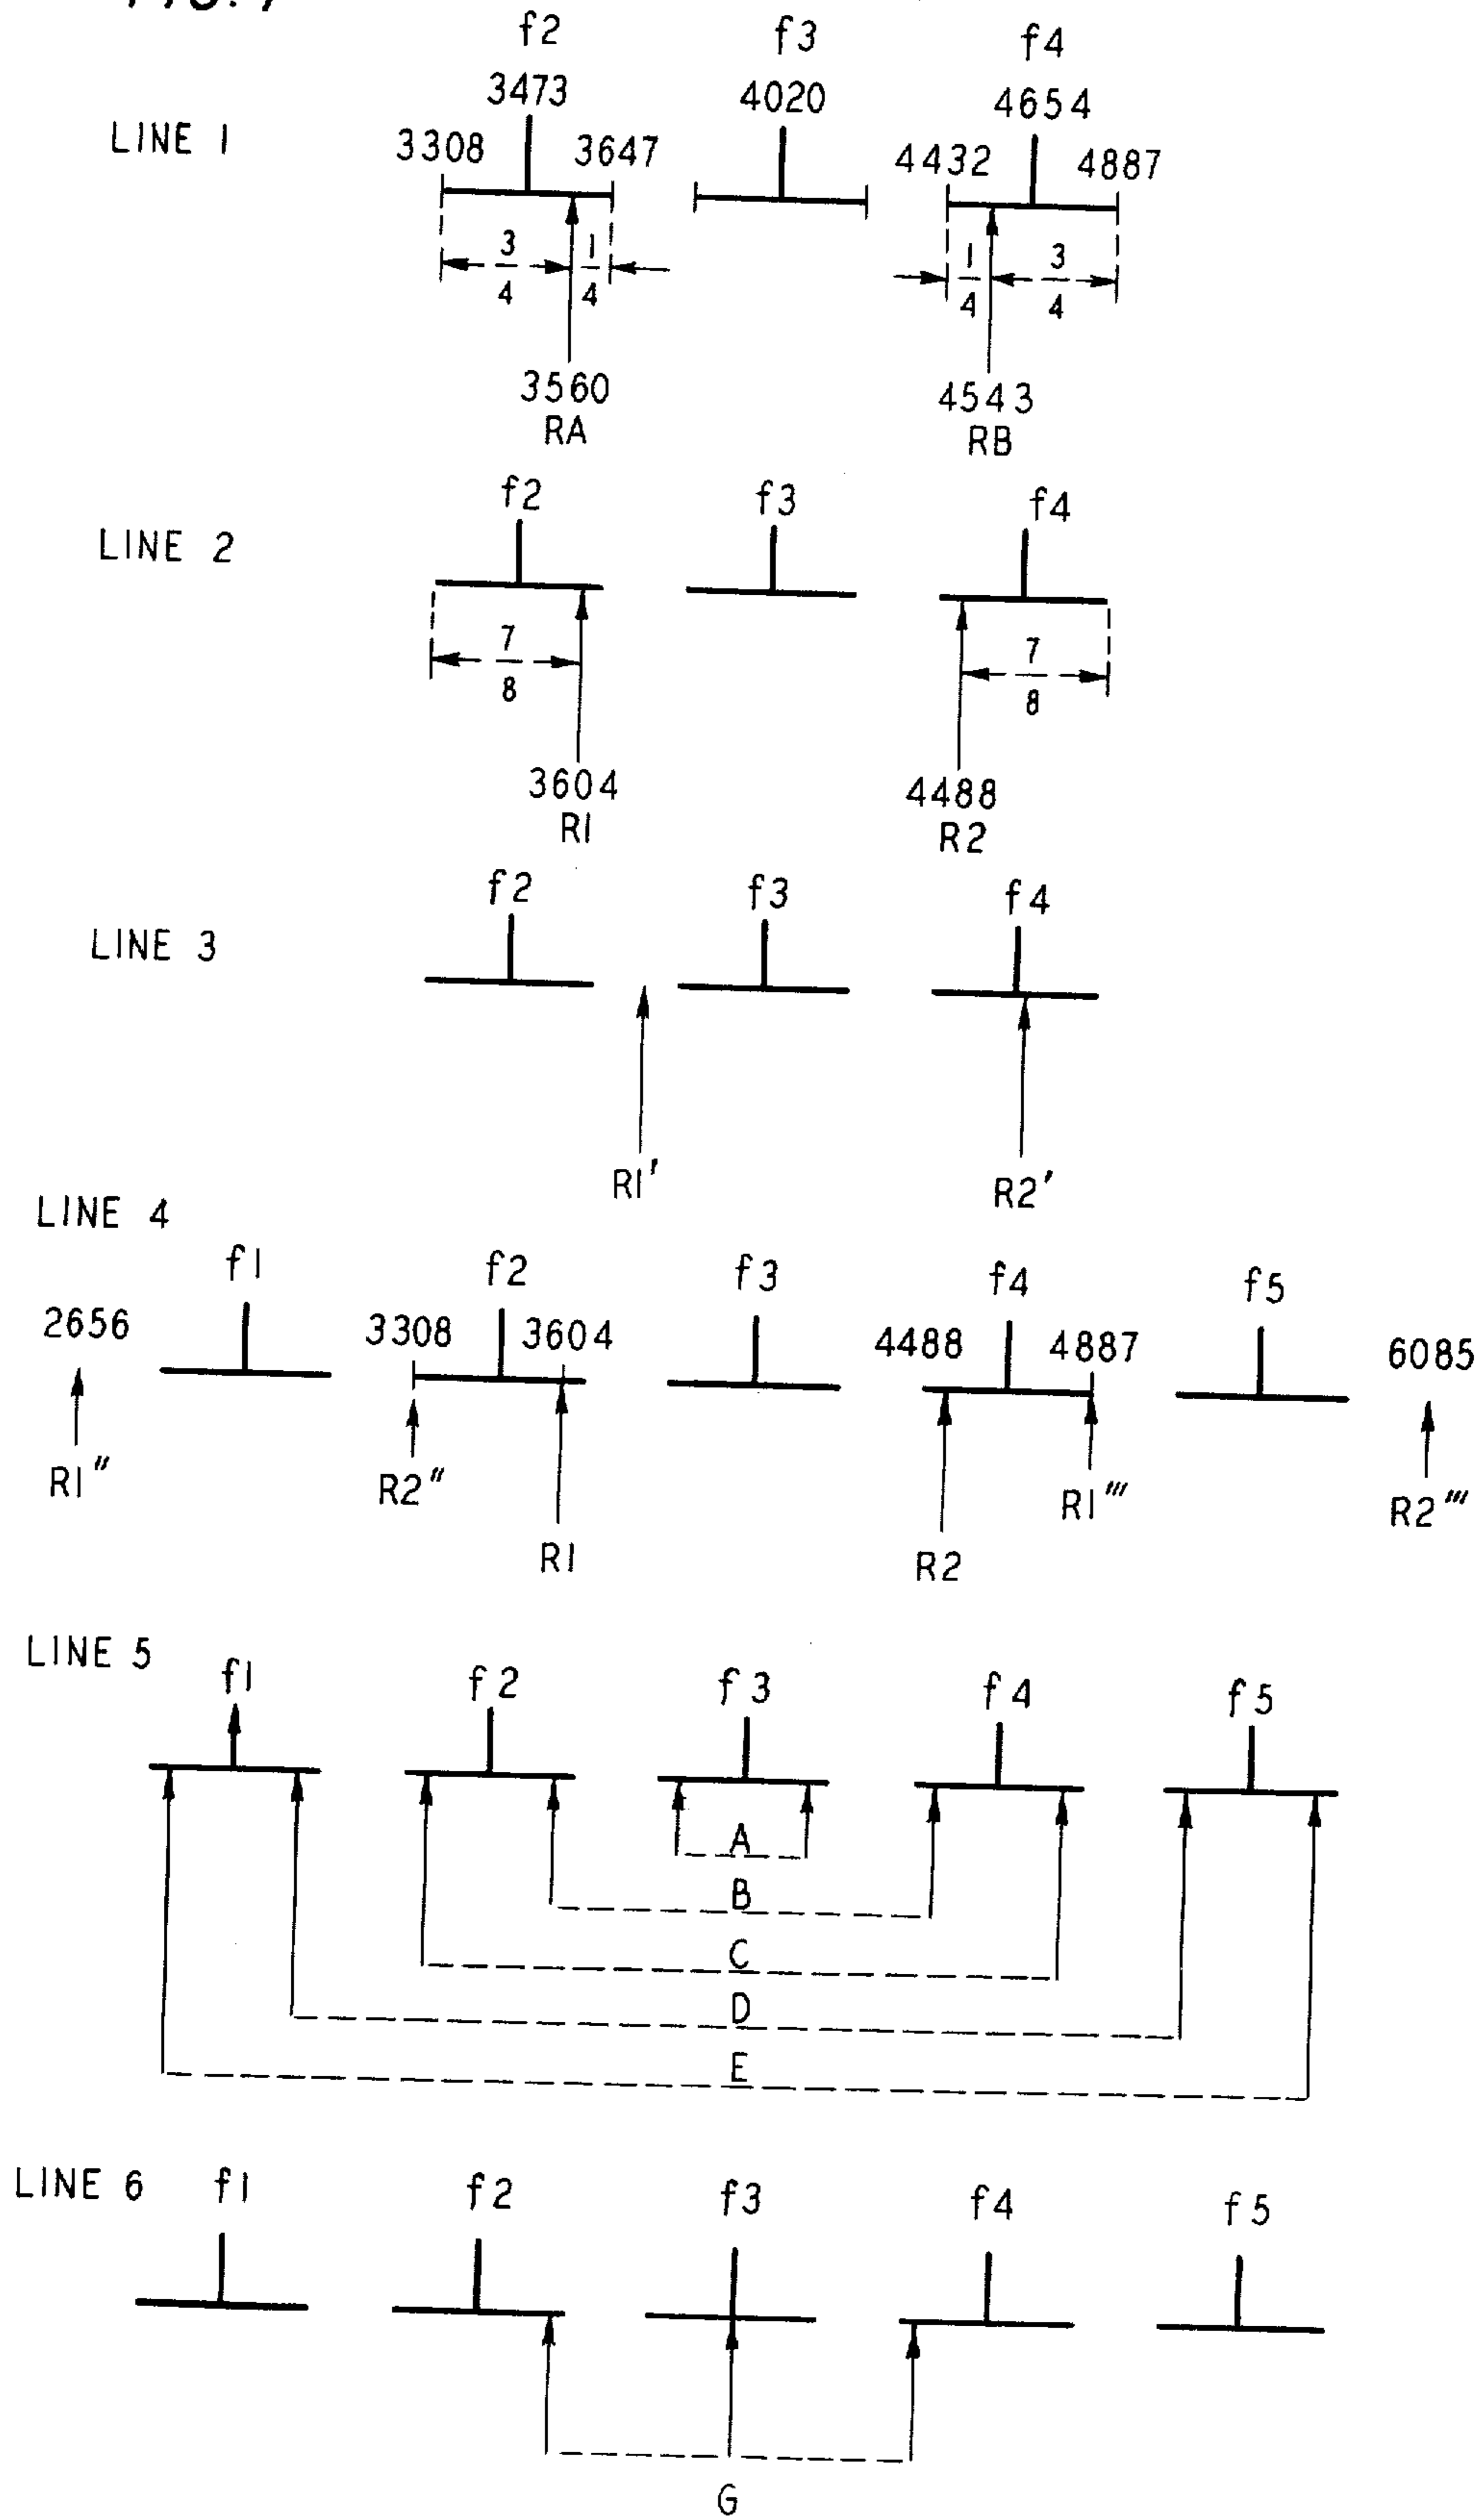 f2 f3 f4
3473 4020 4654
LINE 1 3308 3647 4432 4887
3/4 1/4 1/4 3/4
3560 4543
RA RB
f2 f3 f4
LINE 2
7/8 7/8
3604 4488
R1 R2
f2 f3 f4
LINE 3
R1' R2'
LINE 4
f1 f2 f3 f4 f5
2656 3308 3604 4488 4887 6085
R1" R2" R1''' R2'''
R1 R2
LINE 5
f1 f2 f3 f4 f5
A
B
C
D
E
LINE 6 f1 f2 f3 f4 f5
G